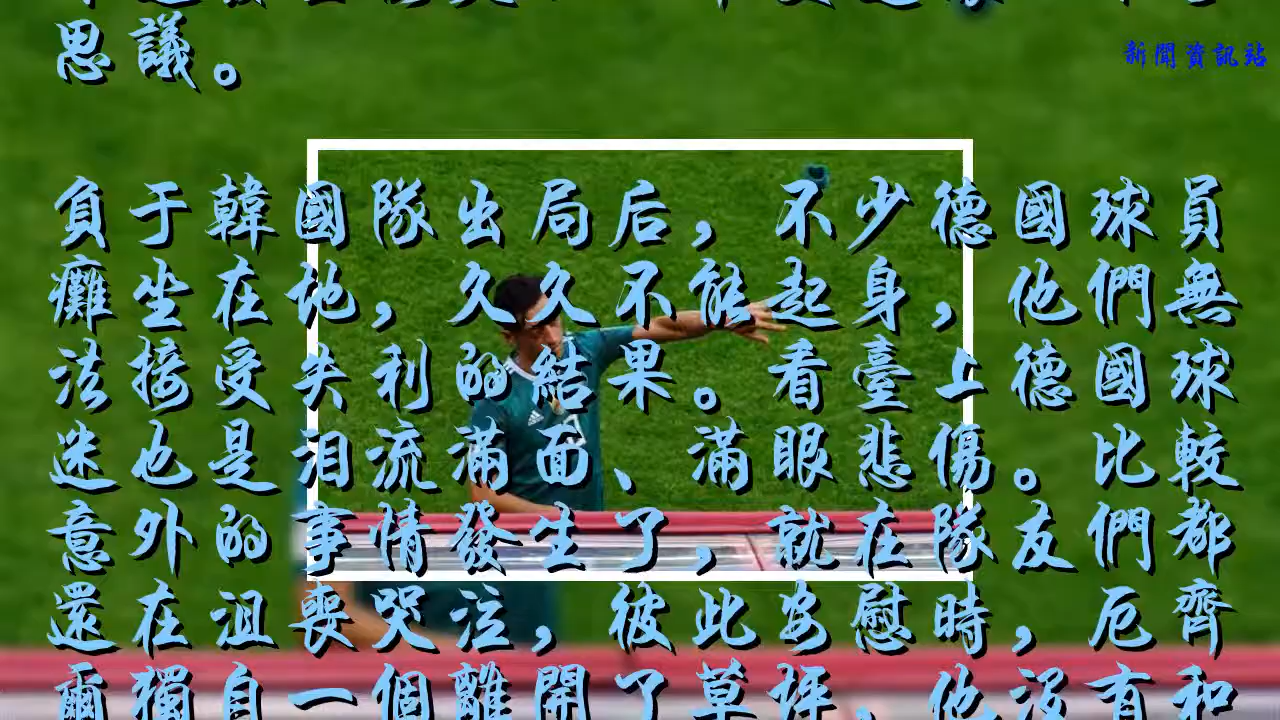 思議。
新聞資訊站
負于韓國隊出局后，不少德國球員
癱坐在地，久久不能起身，他們無
法接受失利的結果。看臺上德國球
迷也是泪流滿面、滿眼悲傷。比較
意外的事情發生了，就在隊友們都
還在沮喪哭泣，彼此安慰時，厄齊
爾獨自一個離開了草坪，他沒有和